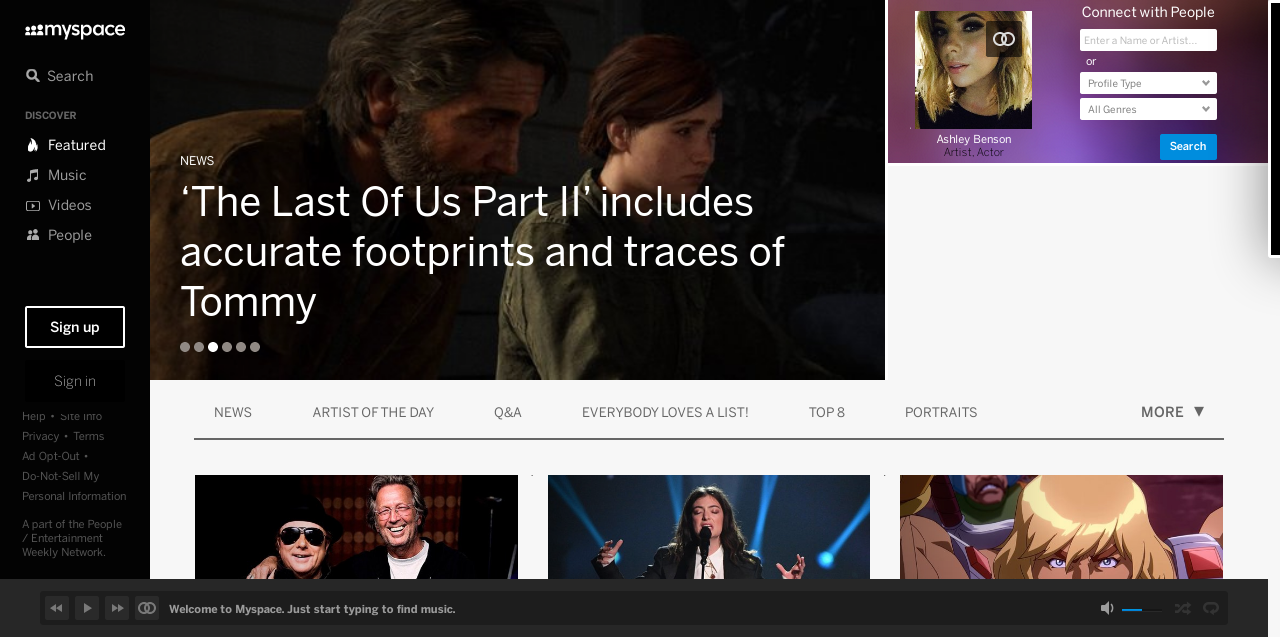 myspace
Search
DISCOVER
Featured
Music
Videos
People
Sign up
Sign in
Help • Site Info
Privacy • Terms
Ad Opt-Out •
Do-Not-Sell My
Personal Information
A part of the People
/ Entertainment
Weekly Network.
NEWS
‘The Last Of Us Part II’ includes
accurate footprints and traces of
Tommy
Ashley Benson
Artist, Actor
Connect with People
Enter a Name or Artist...
or
Profile Type
All Genres
Search
NEWS
ARTIST OF THE DAY
Q&A
EVERYBODY LOVES A LIST!
TOP 8
PORTRAITS
MORE ▼
Welcome to Myspace. Just start typing to find music.